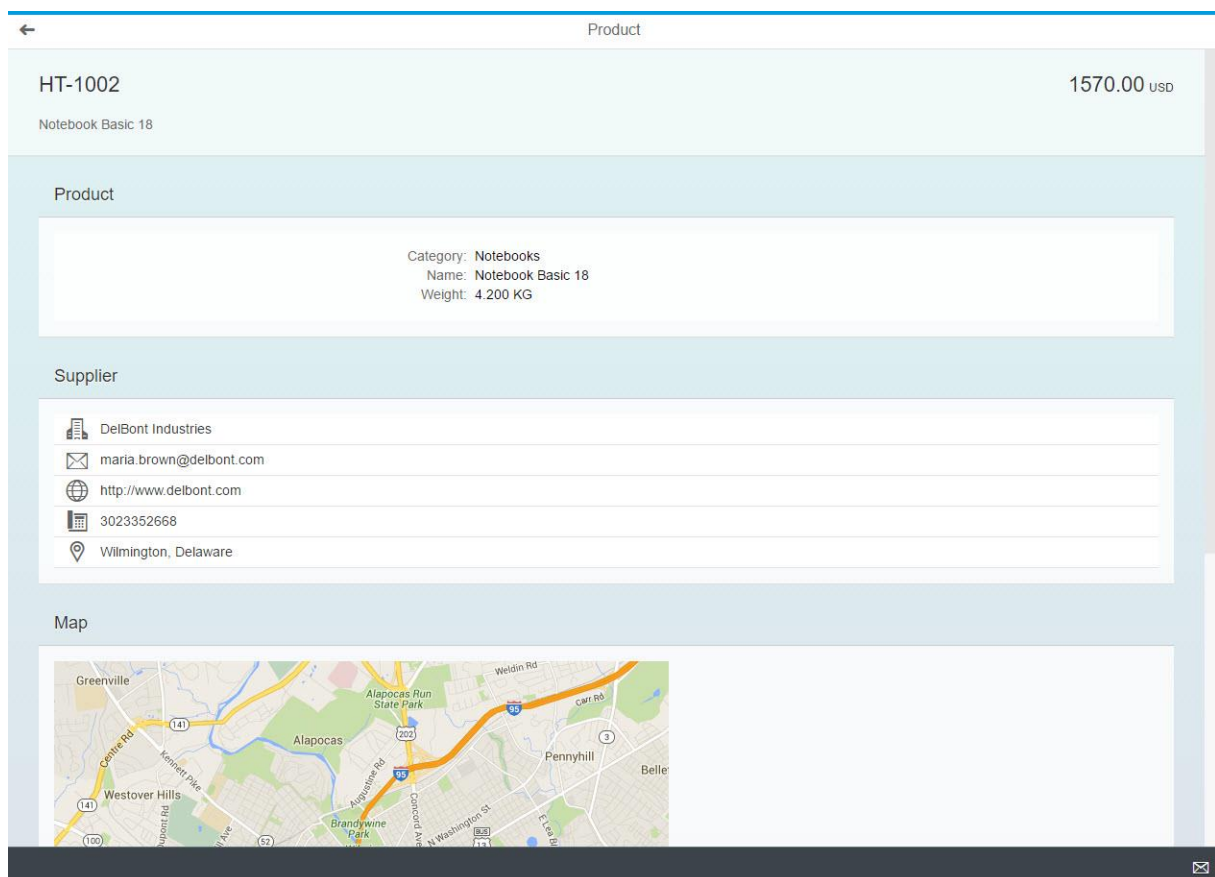 Product
HT-1002
1570.00 USD
Notebook Basic 18
Product
Category: Notebooks
Name: Notebook Basic 18
Weight: 4.200 KG
Supplier
DelBont Industries
maria.brown@delbont.com
http://www.delbont.com
3023352668
Wilmington, Delaware
Map
Weldin Rd
Greenville
Alapocas Run
State Park
Carr Rd
95
141
202
3
Alapocas
Centre Rd
Kennett Pike
Pennyhill
Augustine Rd
95
Westover Hills
141
Concord Ave
N Washington St
Brandywine
Park
BUS
13
100
52